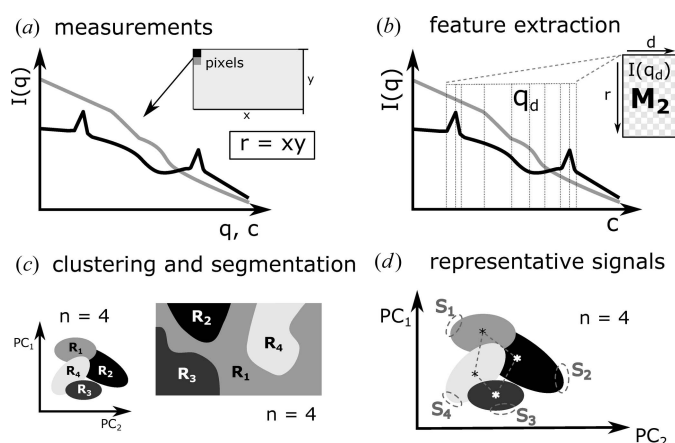 (a) measurements
I(q)
pixels
y
x
r = xy
q, c
(b) feature extraction
I(q)
q_d
d
r
I(q_d)
M_2
c
(c) clustering and segmentation
n = 4
PC_1
R_1
R_4
R_2
R_3
PC_2
R_2
R_4
R_3
R_1
n = 4
(d) representative signals
PC_1
S_1
n = 4
S_2
S_4
S_3
PC_2